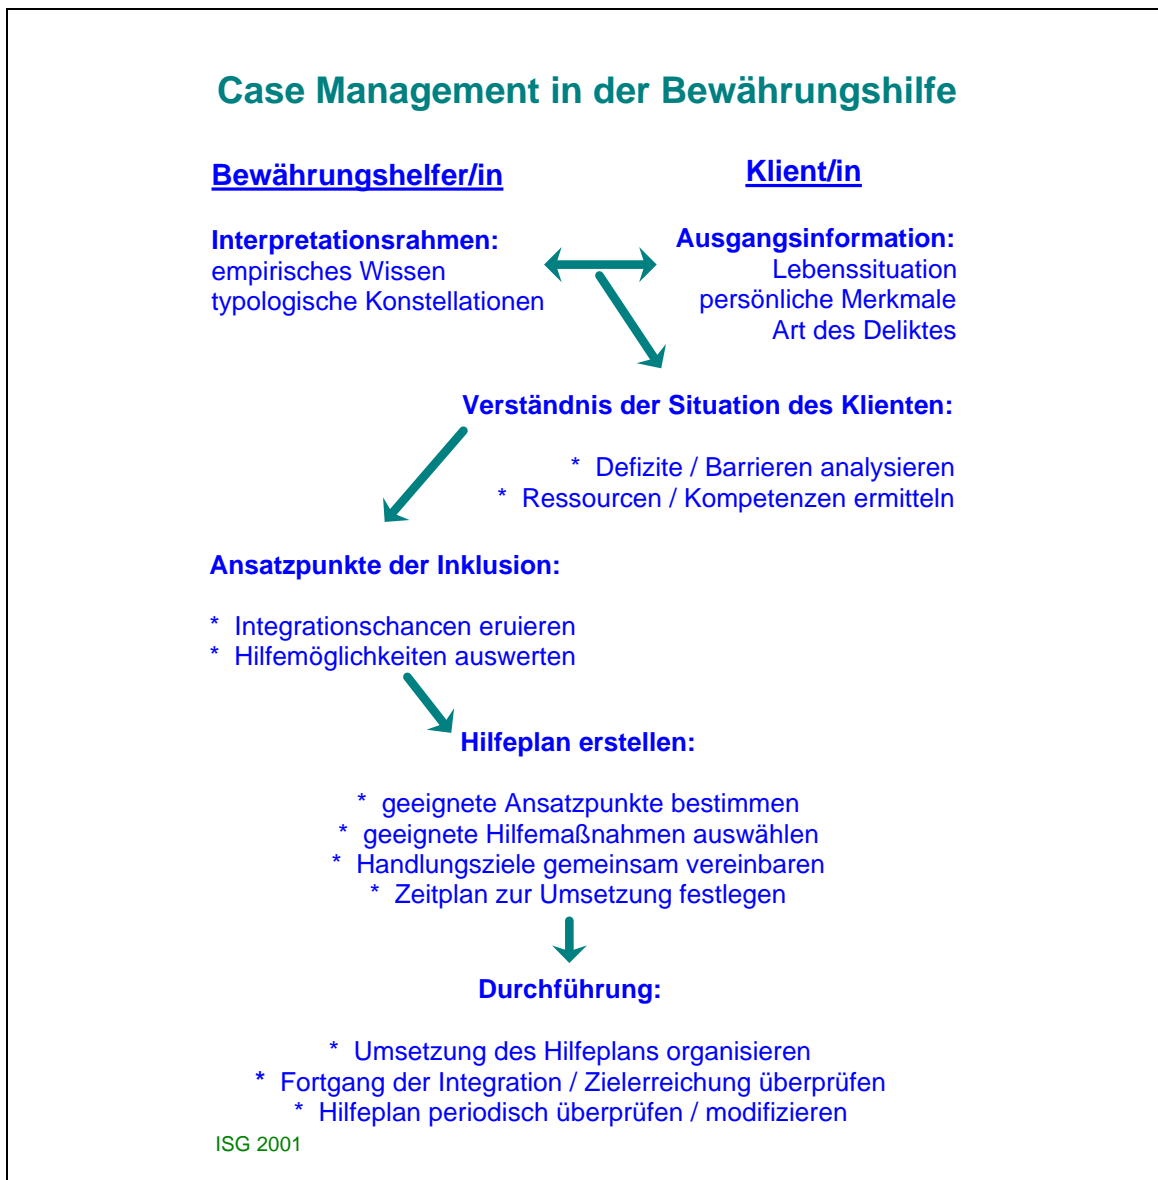 Case Management in der Bewährungshilfe
Bewährungshelfer/in
Klient/in
Interpretationsrahmen:
empirisches Wissen
typologische Konstellationen
Ausgangsinformation:
Lebenssituation
persönliche Merkmale
Art des Deliktes
Verständnis der Situation des Klienten:
* Defizite / Barrieren analysieren
* Ressourcen / Kompetenzen ermitteln
Ansatzpunkte der Inklusion:
* Integrationschancen eruieren
* Hilfemöglichkeiten auswerten
Hilfeplan erstellen:
* geeignete Ansatzpunkte bestimmen
* geeignete Hilfemaßnahmen auswählen
* Handlungsziele gemeinsam vereinbaren
* Zeitplan zur Umsetzung festlegen
Durchführung:
* Umsetzung des Hilfeplans organisieren
* Fortgang der Integration / Zielerreichung überprüfen
* Hilfeplan periodisch überprüfen / modifizieren
ISG 2001